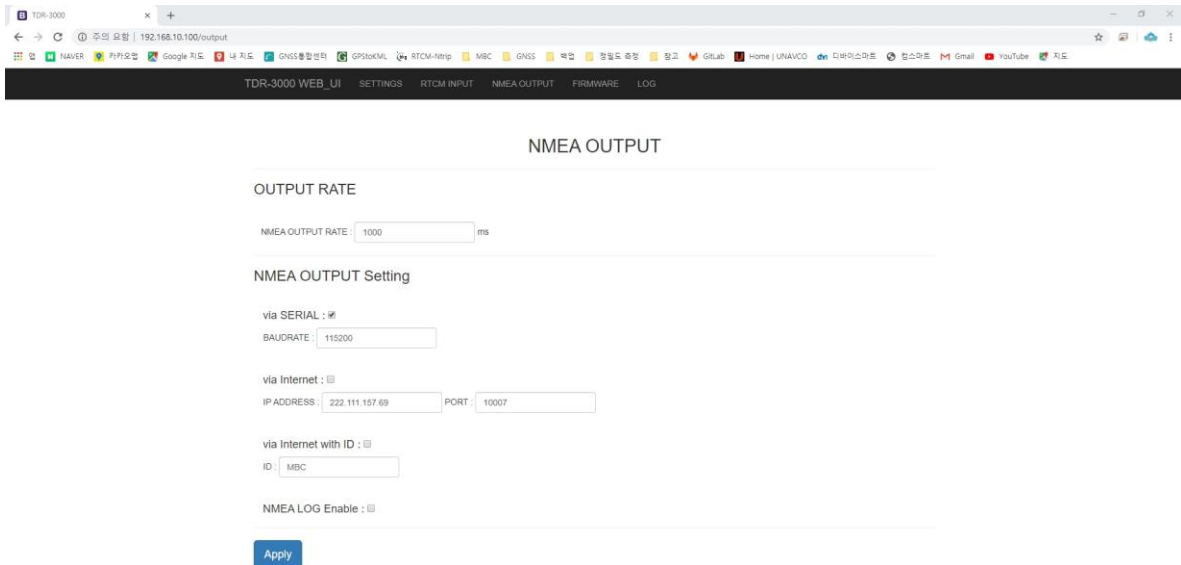 TDR-3000
주의 요함 | 192.168.10.100/output
앱 NAVER 카카오맵 Google 지도 내 지도 GNSS통합센터 GPStoKML RTCM-Ntrip MBC GNSS 백업 정밀도 측정 참고 GitLab Home | UNAVCO 디바이스마트 컴스마트 Gmail YouTube 지도
TDR-3000 WEB_UI SETTINGS RTCM INPUT NMEA OUTPUT FIRMWARE LOG
NMEA OUTPUT
OUTPUT RATE
NMEA OUTPUT RATE : 1000 ms
NMEA OUTPUT Setting
via SERIAL :
BAUDRATE : 115200
via Internet :
IP ADDRESS : 222.111.157.69 PORT : 10007
via Internet with ID :
ID : MBC
NMEA LOG Enable :
Apply